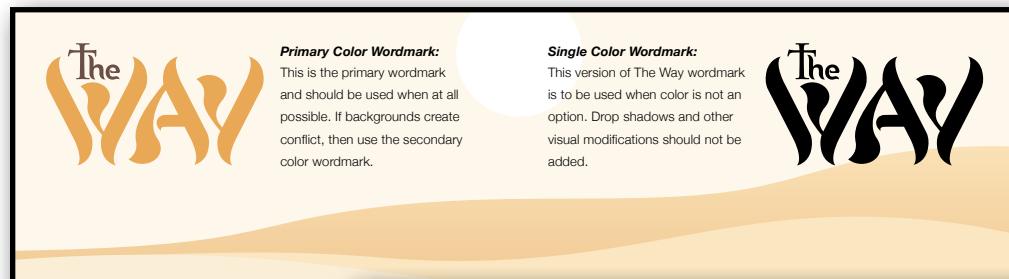 The
WAY
Primary Color Wordmark:
This is the primary wordmark
and should be used when at all
possible. If backgrounds create
conflict, then use the secondary
color wordmark.
Single Color Wordmark:
This version of The Way wordmark
is to be used when color is not an
option. Drop shadows and other
visual modifications should not be
added.
The
WAY